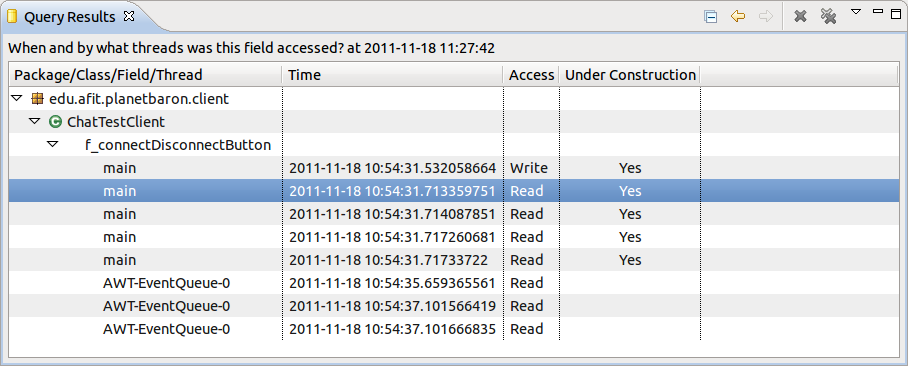 Query Results
When and by what threads was this field accessed? at 2011-11-18 11:27:42
Package/Class/Field/Thread Time Access Under Construction
edu.afit.planetbaron.client
ChatTestClient
f_connectDisconnectButton
main 2011-11-18 10:54:31.532058664 Write Yes
main 2011-11-18 10:54:31.713359751 Read Yes
main 2011-11-18 10:54:31.714087851 Read Yes
main 2011-11-18 10:54:31.717260681 Read Yes
main 2011-11-18 10:54:31.71733722 Read Yes
AWT-EventQueue-0 2011-11-18 10:54:35.659365561 Read
AWT-EventQueue-0 2011-11-18 10:54:37.101566419 Read
AWT-EventQueue-0 2011-11-18 10:54:37.101666835 Read